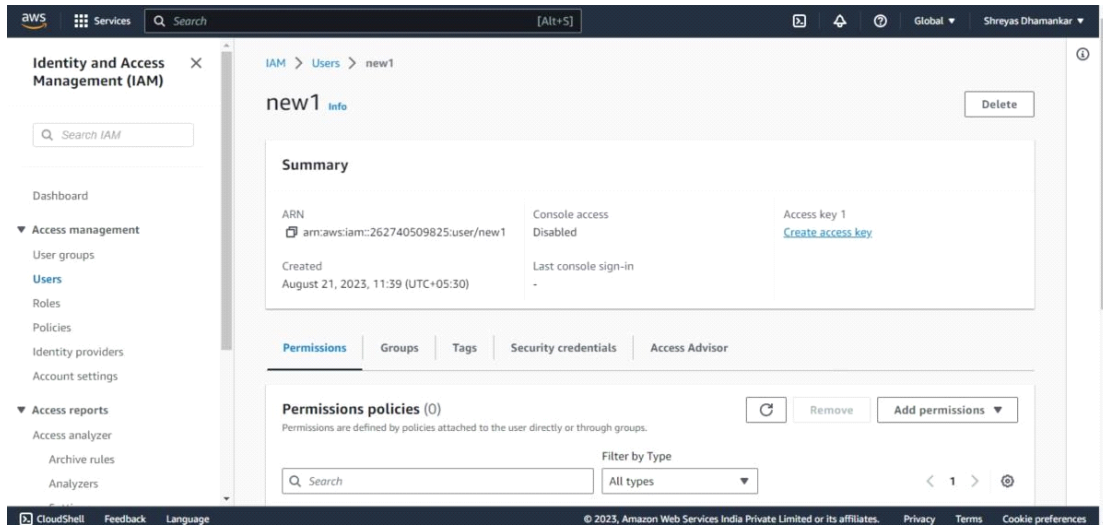 aws Services Search [Alt+S] Global ▼ Shreyas Dhamankar ▼
Identity and Access Management (IAM)
Search IAM
Dashboard
Access management
User groups
Users
Roles
Policies
Identity providers
Account settings
Access reports
Access analyzer
Archive rules
Analyzers
IAM > Users > new1
new1 Info
Delete
Summary
ARN
arn:aws:iam::262740509825:user/new1
Created
August 21, 2023, 11:39 (UTC+05:30)
Console access
Disabled
Last console sign-in
-
Access key 1
Create access key
Permissions Groups Tags Security credentials Access Advisor
Permissions policies (0)
Permissions are defined by policies attached to the user directly or through groups.
Remove
Add permissions ▼
Filter by Type
Search
All types ▼
< 1 >
CloudShell Feedback Language © 2023, Amazon Web Services India Private Limited or its affiliates. Privacy Terms Cookie preferences